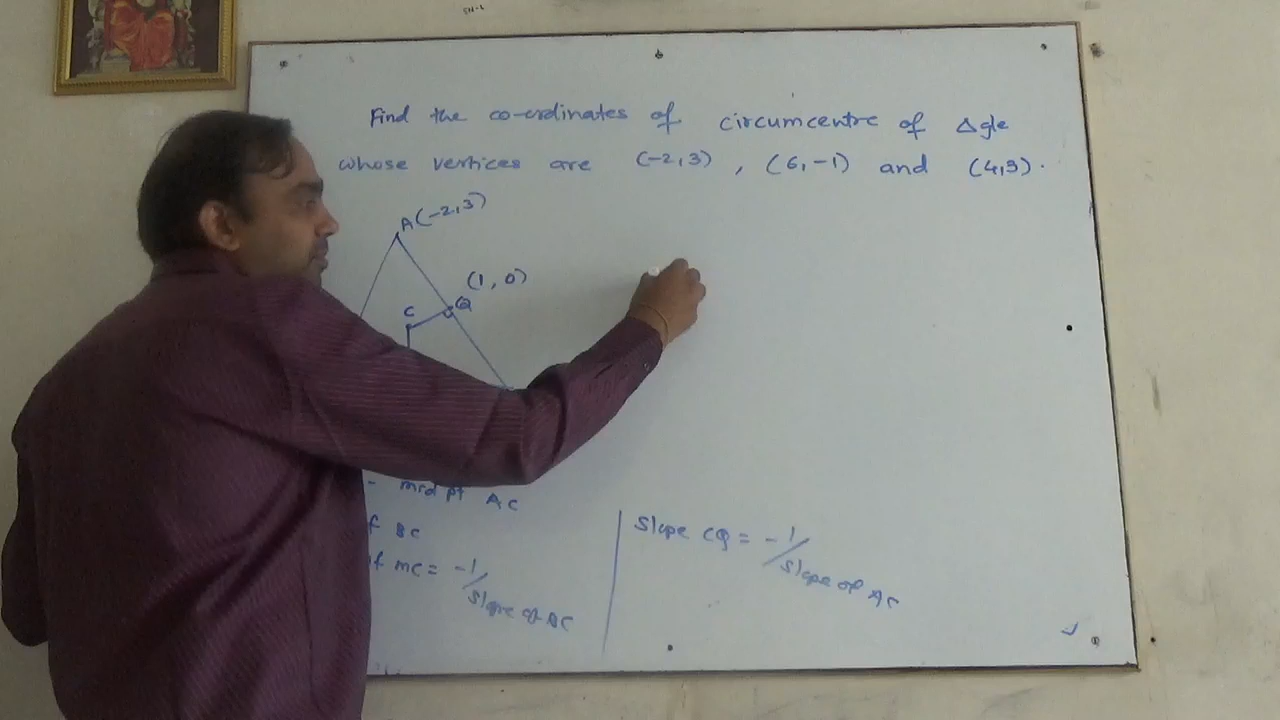 Find the co-ordinates of circumcentre of Δgle
whose vertices are (-2,3) , (6,-1) and (4,3).
A(-2,3)
(1, 0)
C Q
- mid pt AC
f BC
if MC = -1/slope of BC
Slope CQ = -1/slope of AC